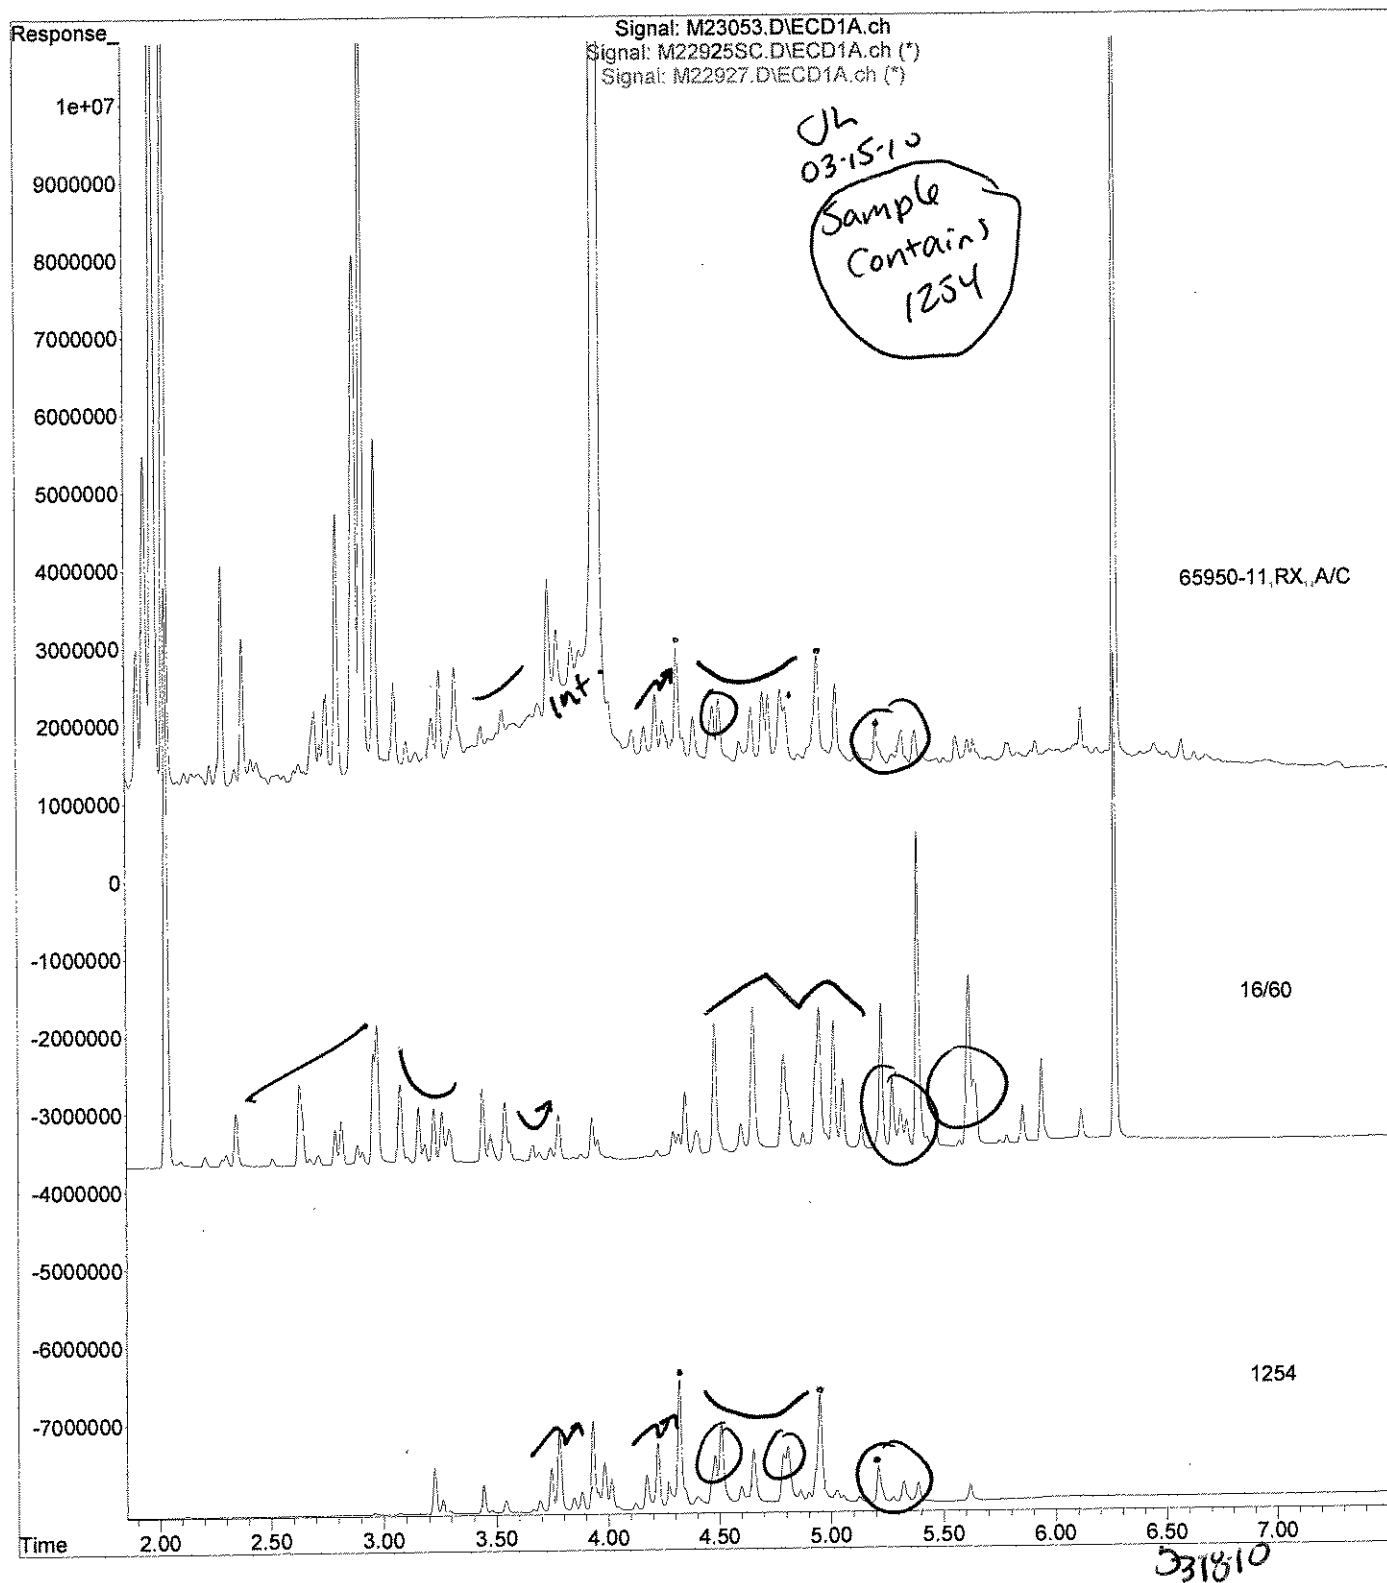 Response_
Signal: M23053.D\ECD1A.ch
Signal: M22925SC.D\ECD1A.ch (*)
Signal: M22927.D\ECD1A.ch (*)
1e+07
03-15-10
Sample
Contains
1254
9000000
8000000
7000000
6000000
5000000
4000000
65950-11,RX,,A/C
3000000
Int
2000000
1000000
0
-1000000
16/60
-2000000
-3000000
-4000000
-5000000
-6000000
1254
-7000000
Time 2.00 2.50 3.00 3.50 4.00 4.50 5.00 5.50 6.00 6.50 7.00